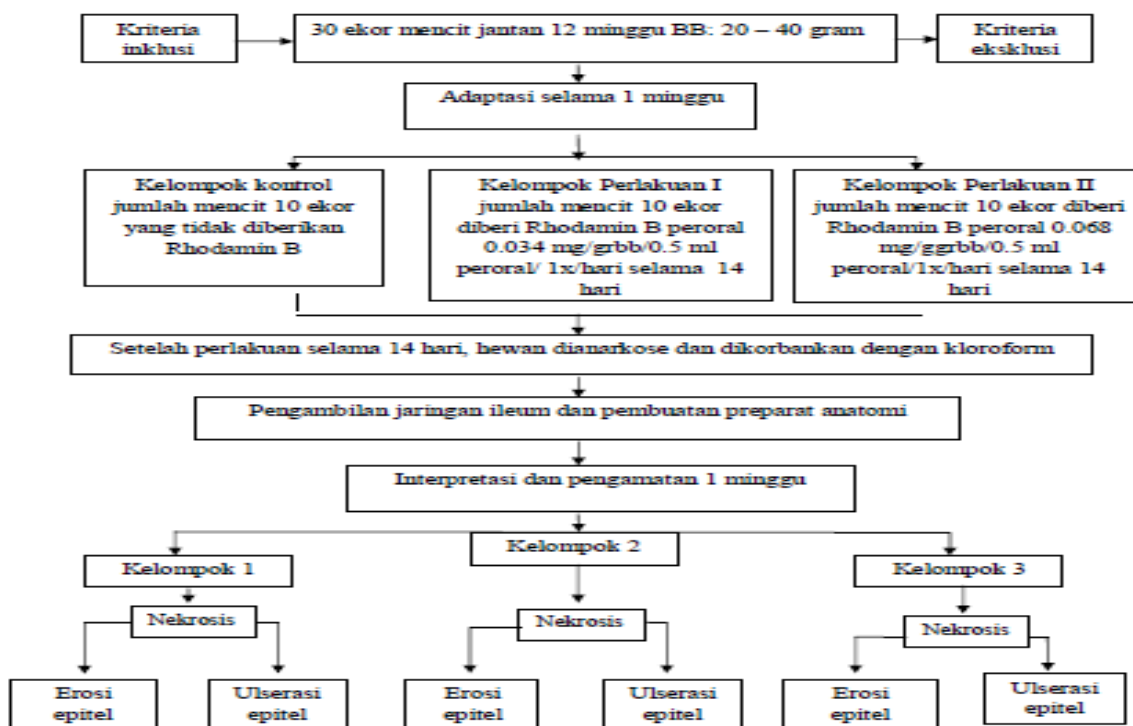 Kriteria
inklusi
30 ekor mencit jantan 12 minggu BB: 20 – 40 gram
Kriteria
eksklusi
Adaptasi selama 1 minggu
Kelompok kontrol
jumlah mencit 10 ekor
yang tidak diberikan
Rhodamin B
Kelompok Perlakuan I
jumlah mencit 10 ekor
diberi Rhodamin B peroral
0.034 mg/grbb/0.5 ml
peroral/ 1x/hari selama 14
hari
Kelompok Perlakuan II
jumlah mencit 10 ekor diberi
Rhodamin B peroral 0.068
mg/ggrbb/0.5 ml
peroral/1x/hari selama 14
hari
Setelah perlakuan selama 14 hari, hewan dianarkose dan dikorbankan dengan kloroform
Pengambilan jaringan ileum dan pembuatan preparat anatomi
Interpretasi dan pengamatan 1 minggu
Kelompok 1
Kelompok 2
Kelompok 3
Nekrosis
Nekrosis
Nekrosis
Erosi
epitel
Ulserasi
epitel
Erosi
epitel
Ulserasi
epitel
Erosi
epitel
Ulserasi
epitel